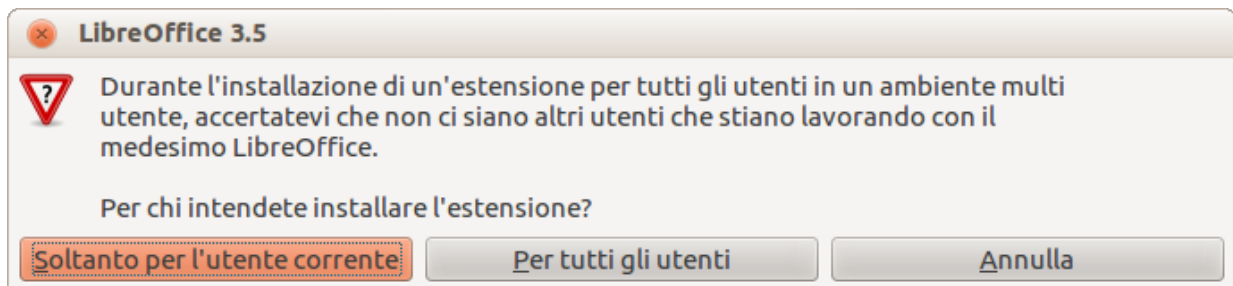 LibreOffice 3.5
Durante l'installazione di un'estensione per tutti gli utenti in un ambiente multi
utente, accertatevi che non ci siano altri utenti che stiano lavorando con il
medesimo LibreOffice.
Per chi intendete installare l'estensione?
Soltanto per l'utente corrente Per tutti gli utenti Annulla